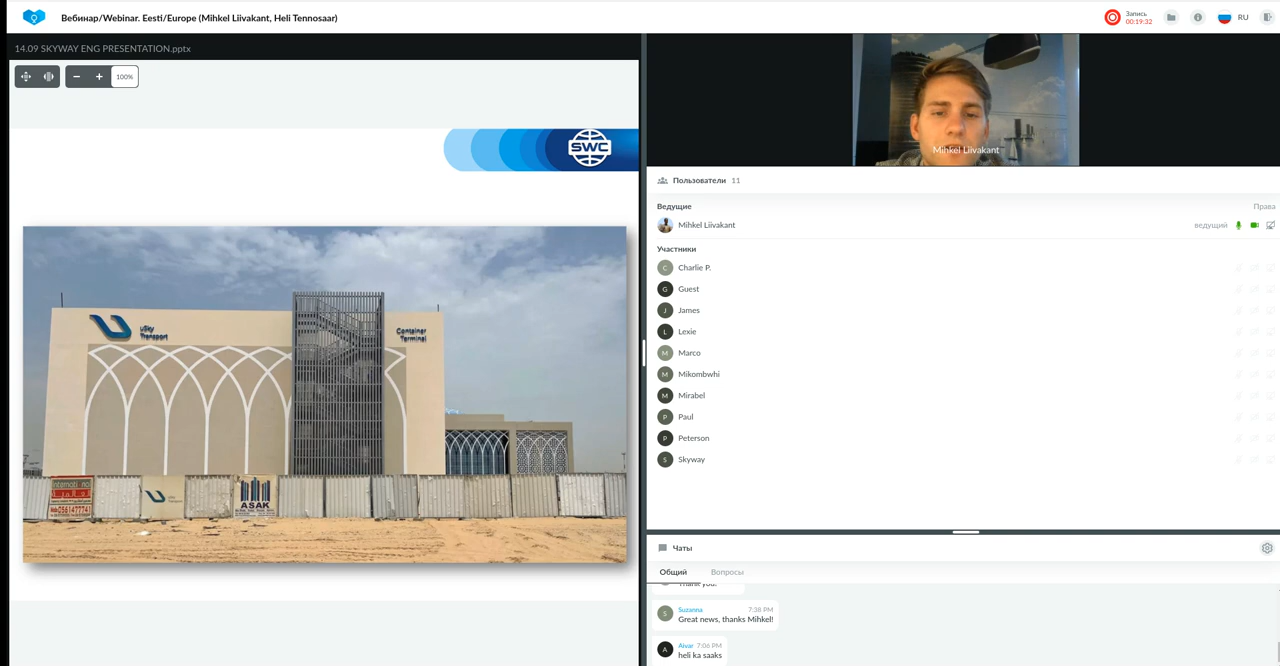 Вебинар/Webinar. Eesti/Europe (Mihkel Liivakant, Heli Tennosaar)
Запись
00:19:32
RU
14.09 SKYWAY ENG PRESENTATION.pptx
100%
SWC
uSky
Transport
Container
Terminal
0561477741
ASAK
Mihkel Liivakant
Пользователи 11
Ведущие
Права
Mihkel Liivakant
ведущий
Участники
C Charlie P.
G Guest
J James
L Lexie
M Marco
M Mikombwhi
M Mirabel
P Paul
P Peterson
S Skyway
Чаты
Общий
Вопросы
Thank you!
S Suzanna 7:38 PM
Great news, thanks Mihkel!
A Aivar 7:06 PM
heli ka saaks